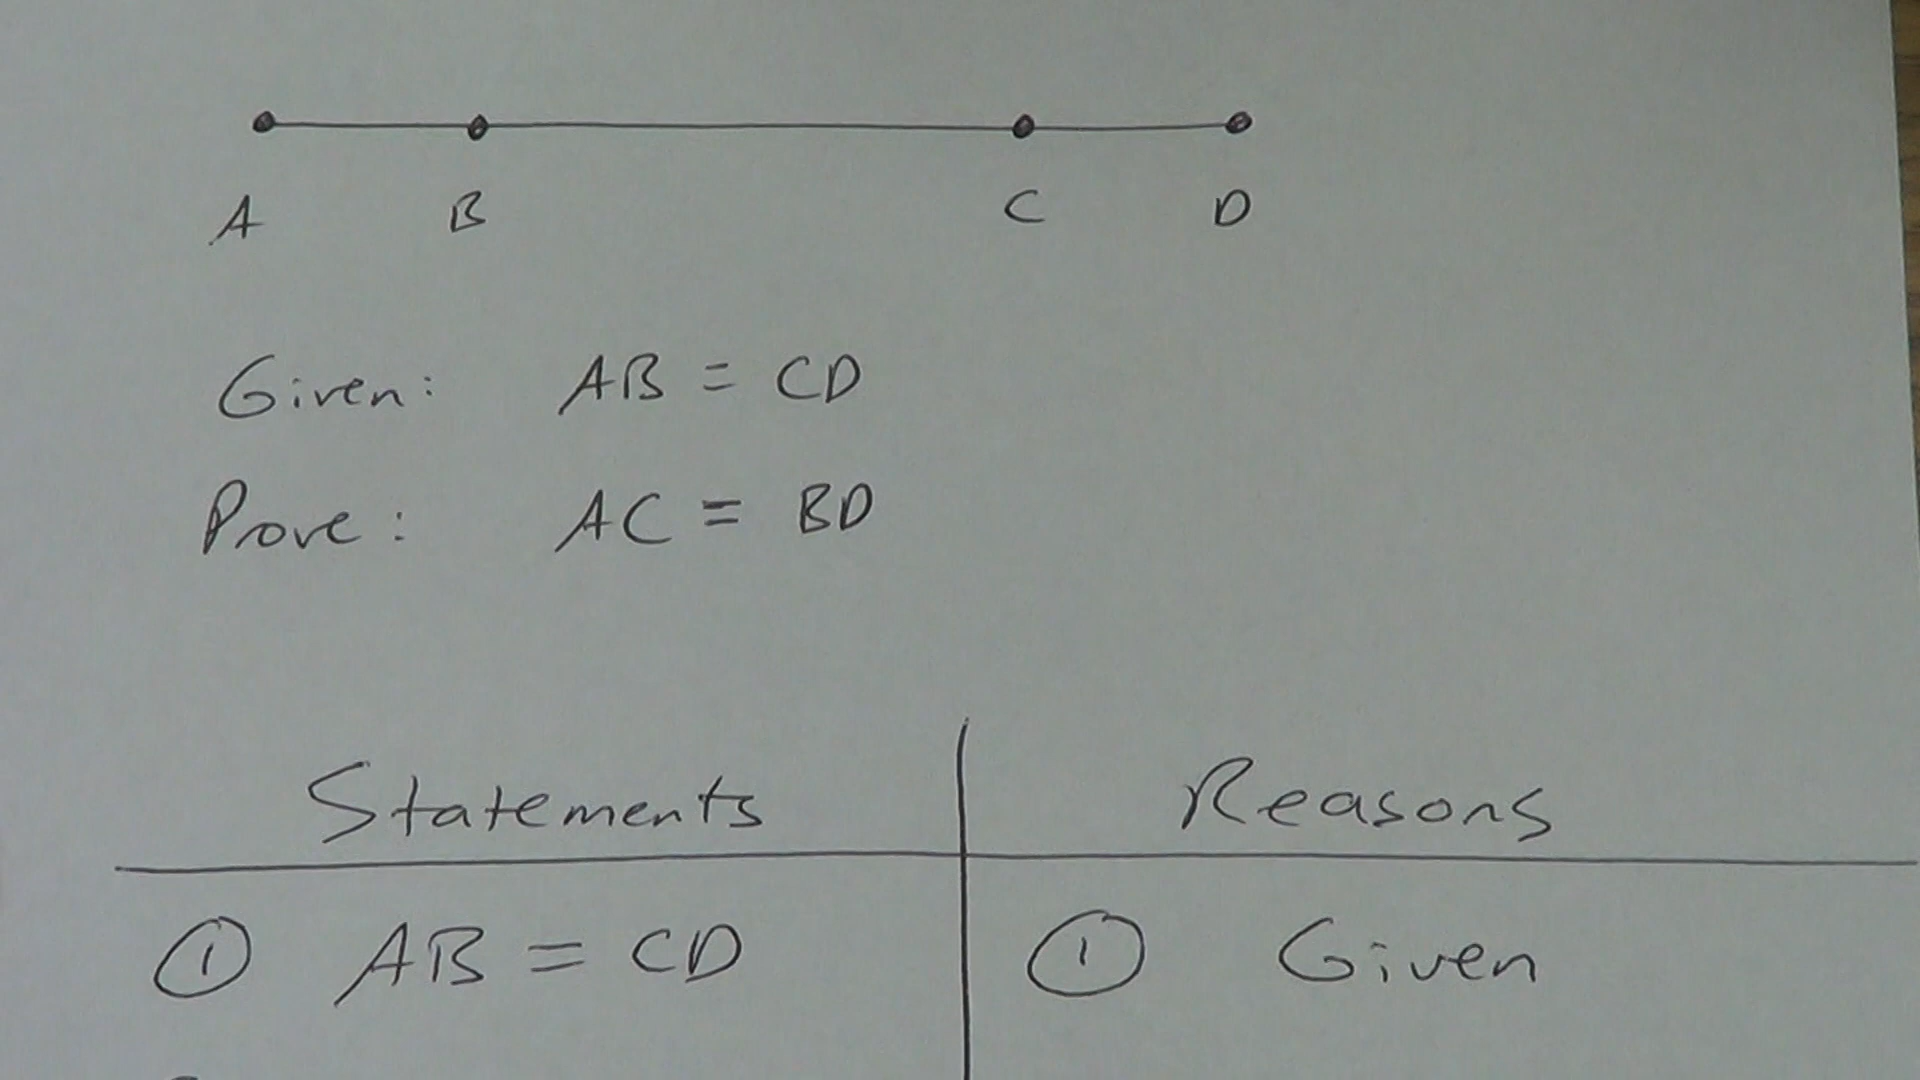 A B C D
Given: AB = CD
Prove: AC = BD
Statements Reasons
① AB = CD ① Given